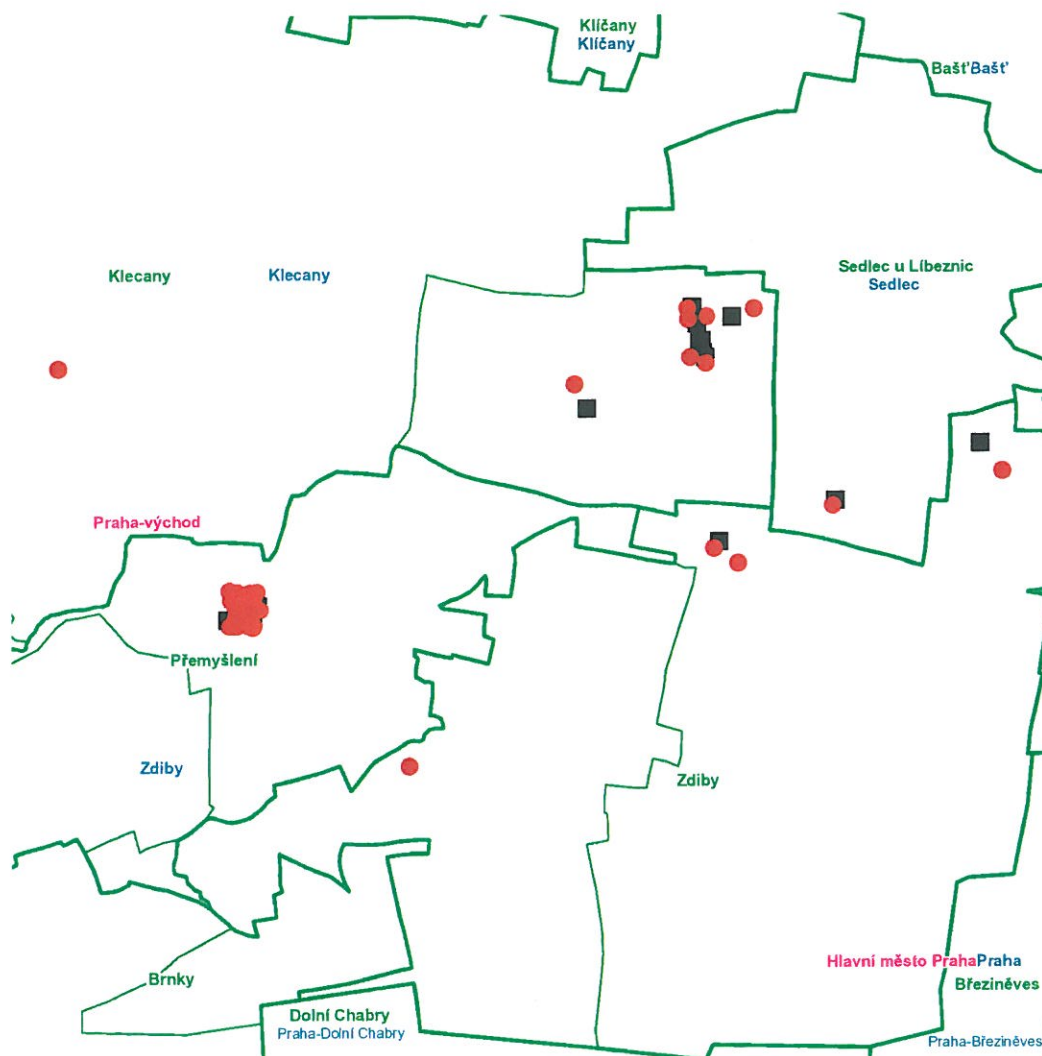 Klíčany
Klíčany
Bašť Bašť
Klecany
Klecany
Sedlec u Líbeznic
Sedlec
Praha-východ
Přemyšlení
Zdiby
Zdiby
Hlavní město Praha Praha
Březiněves
Brnky
Dolní Chabry
Praha-Dolní Chabry
Praha-Březiněves